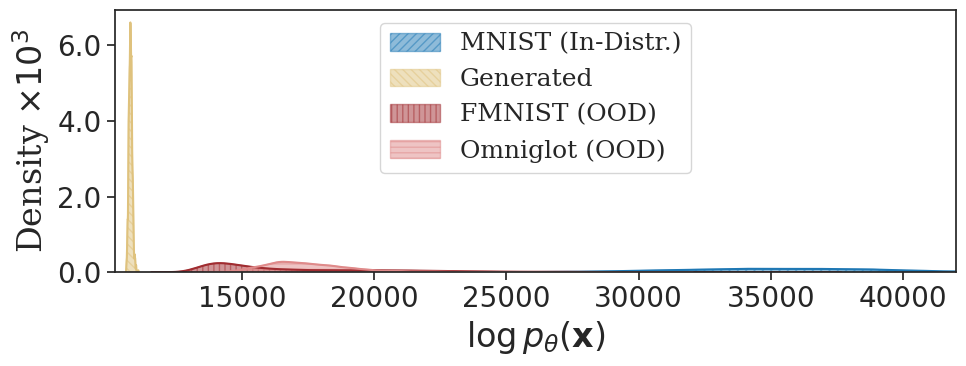 Density ×10³
6.0
4.0
2.0
0.0
MNIST (In-Distr.)
Generated
FMNIST (OOD)
Omniglot (OOD)
15000 20000 25000 30000 35000 40000
log p_θ(x)